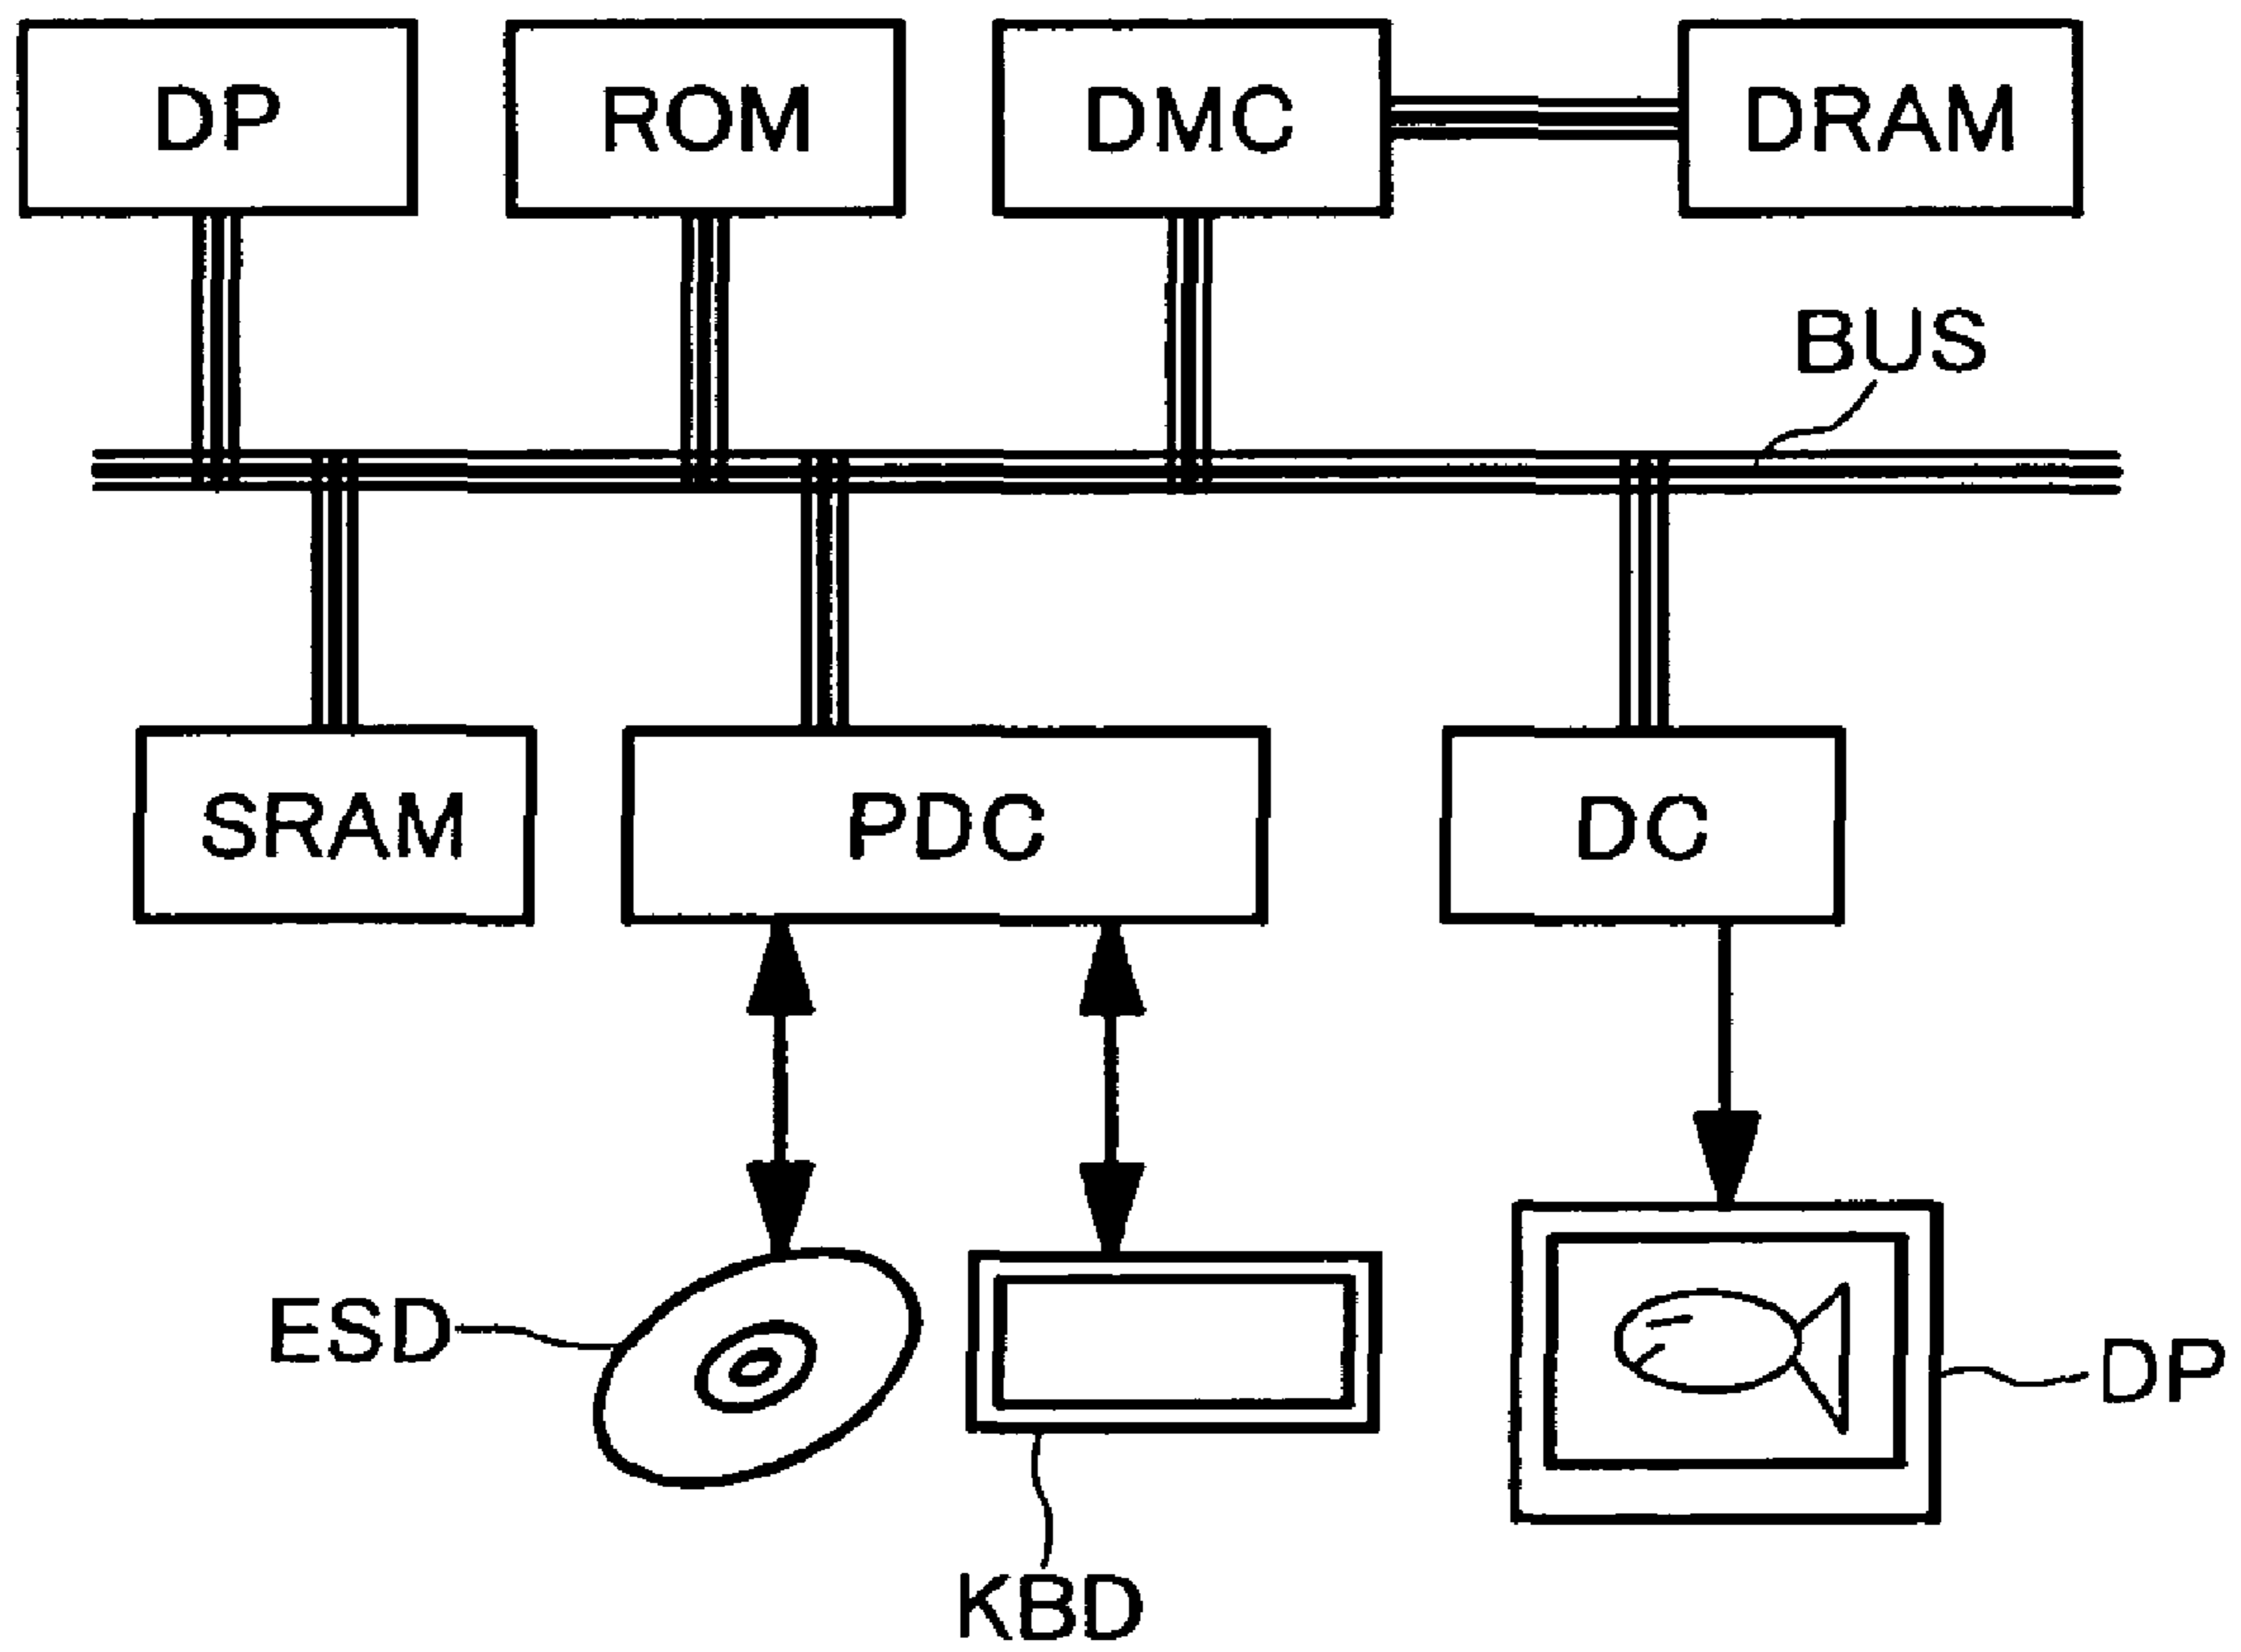 DP
ROM
DMC
DRAM
BUS
SRAM
PDC
DC
ESD
DP
KBD